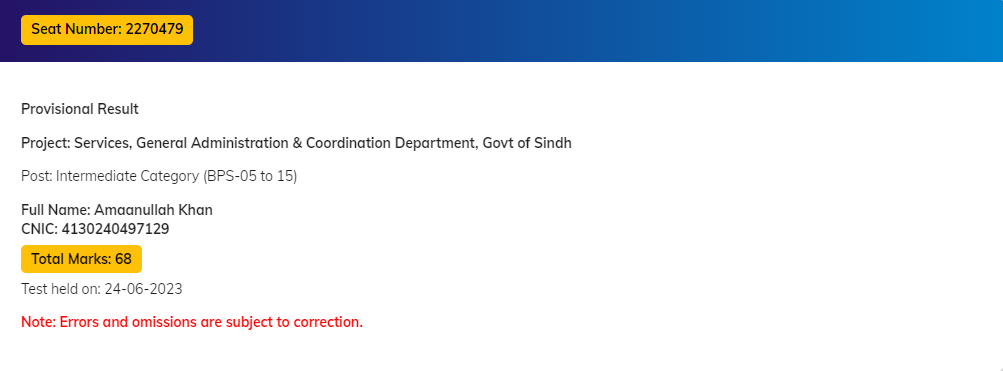 Seat Number: 2270479
Provisional Result
Project: Services, General Administration & Coordination Department, Govt of Sindh
Post: Intermediate Category (BPS-05 to 15)
Full Name: Amaanullah Khan
CNIC: 4130240497129
Total Marks: 68
Test held on: 24-06-2023
Note: Errors and omissions are subject to correction.